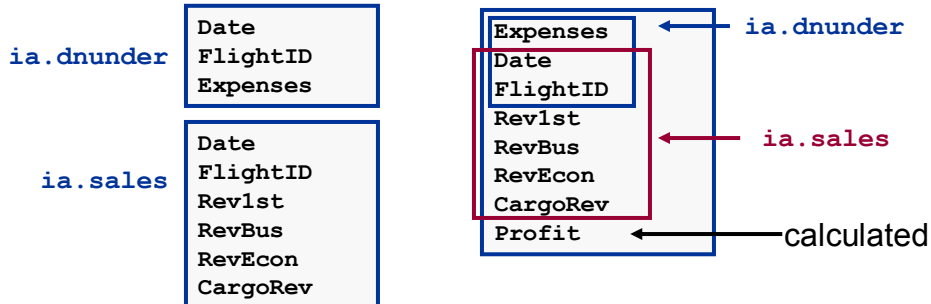 ia.dnunder
Date
FlightID
Expenses
ia.sales
Date
FlightID
Rev1st
RevBus
RevEcon
CargoRev
Expenses
Date
FlightID
Rev1st
RevBus
RevEcon
CargoRev
Profit
ia.dnunder
ia.sales
calculated